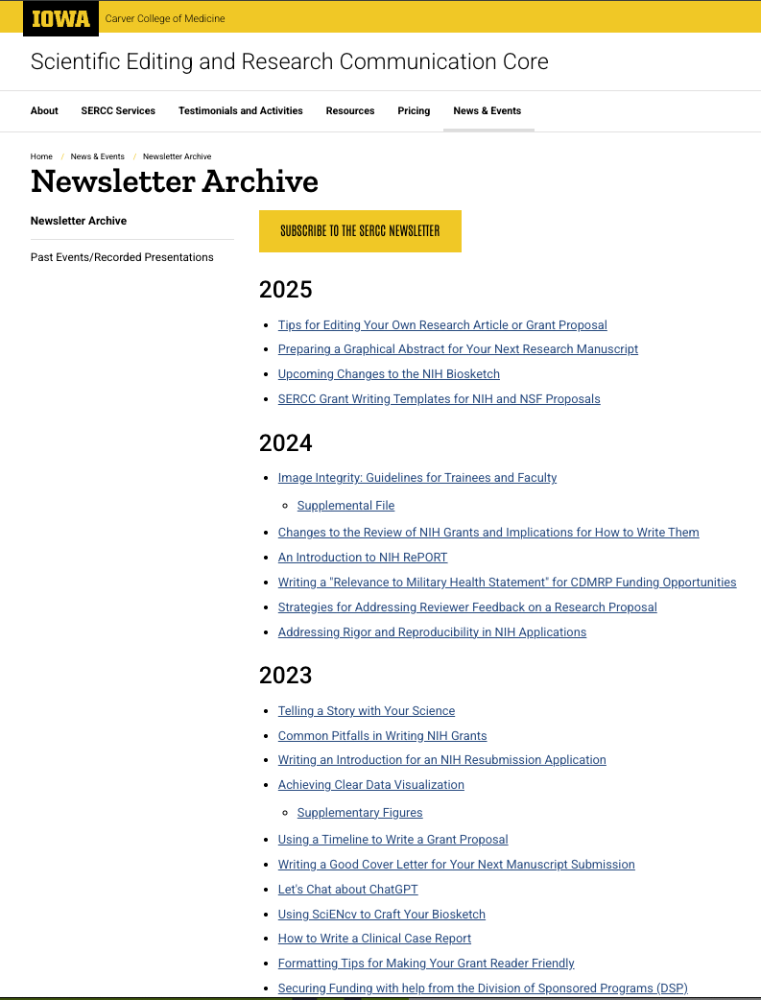 IOWA Carver College of Medicine
Scientific Editing and Research Communication Core
About SERCC Services Testimonials and Activities Resources Pricing News & Events
Home / News & Events / Newsletter Archive
Newsletter Archive
Newsletter Archive
Past Events/Recorded Presentations
SUBSCRIBE TO THE SERCC NEWSLETTER
2025
• Tips for Editing Your Own Research Article or Grant Proposal
• Preparing a Graphical Abstract for Your Next Research Manuscript
• Upcoming Changes to the NIH Biosketch
• SERCC Grant Writing Templates for NIH and NSF Proposals
2024
• Image Integrity: Guidelines for Trainees and Faculty
◦ Supplemental File
• Changes to the Review of NIH Grants and Implications for How to Write Them
• An Introduction to NIH RePORT
• Writing a "Relevance to Military Health Statement" for CDMRP Funding Opportunities
• Strategies for Addressing Reviewer Feedback on a Research Proposal
• Addressing Rigor and Reproducibility in NIH Applications
2023
• Telling a Story with Your Science
• Common Pitfalls in Writing NIH Grants
• Writing an Introduction for an NIH Resubmission Application
• Achieving Clear Data Visualization
◦ Supplementary Figures
• Using a Timeline to Write a Grant Proposal
• Writing a Good Cover Letter for Your Next Manuscript Submission
• Let's Chat about ChatGPT
• Using SciENcv to Craft Your Biosketch
• How to Write a Clinical Case Report
• Formatting Tips for Making Your Grant Reader Friendly
• Securing Funding with help from the Division of Sponsored Programs (DSP)